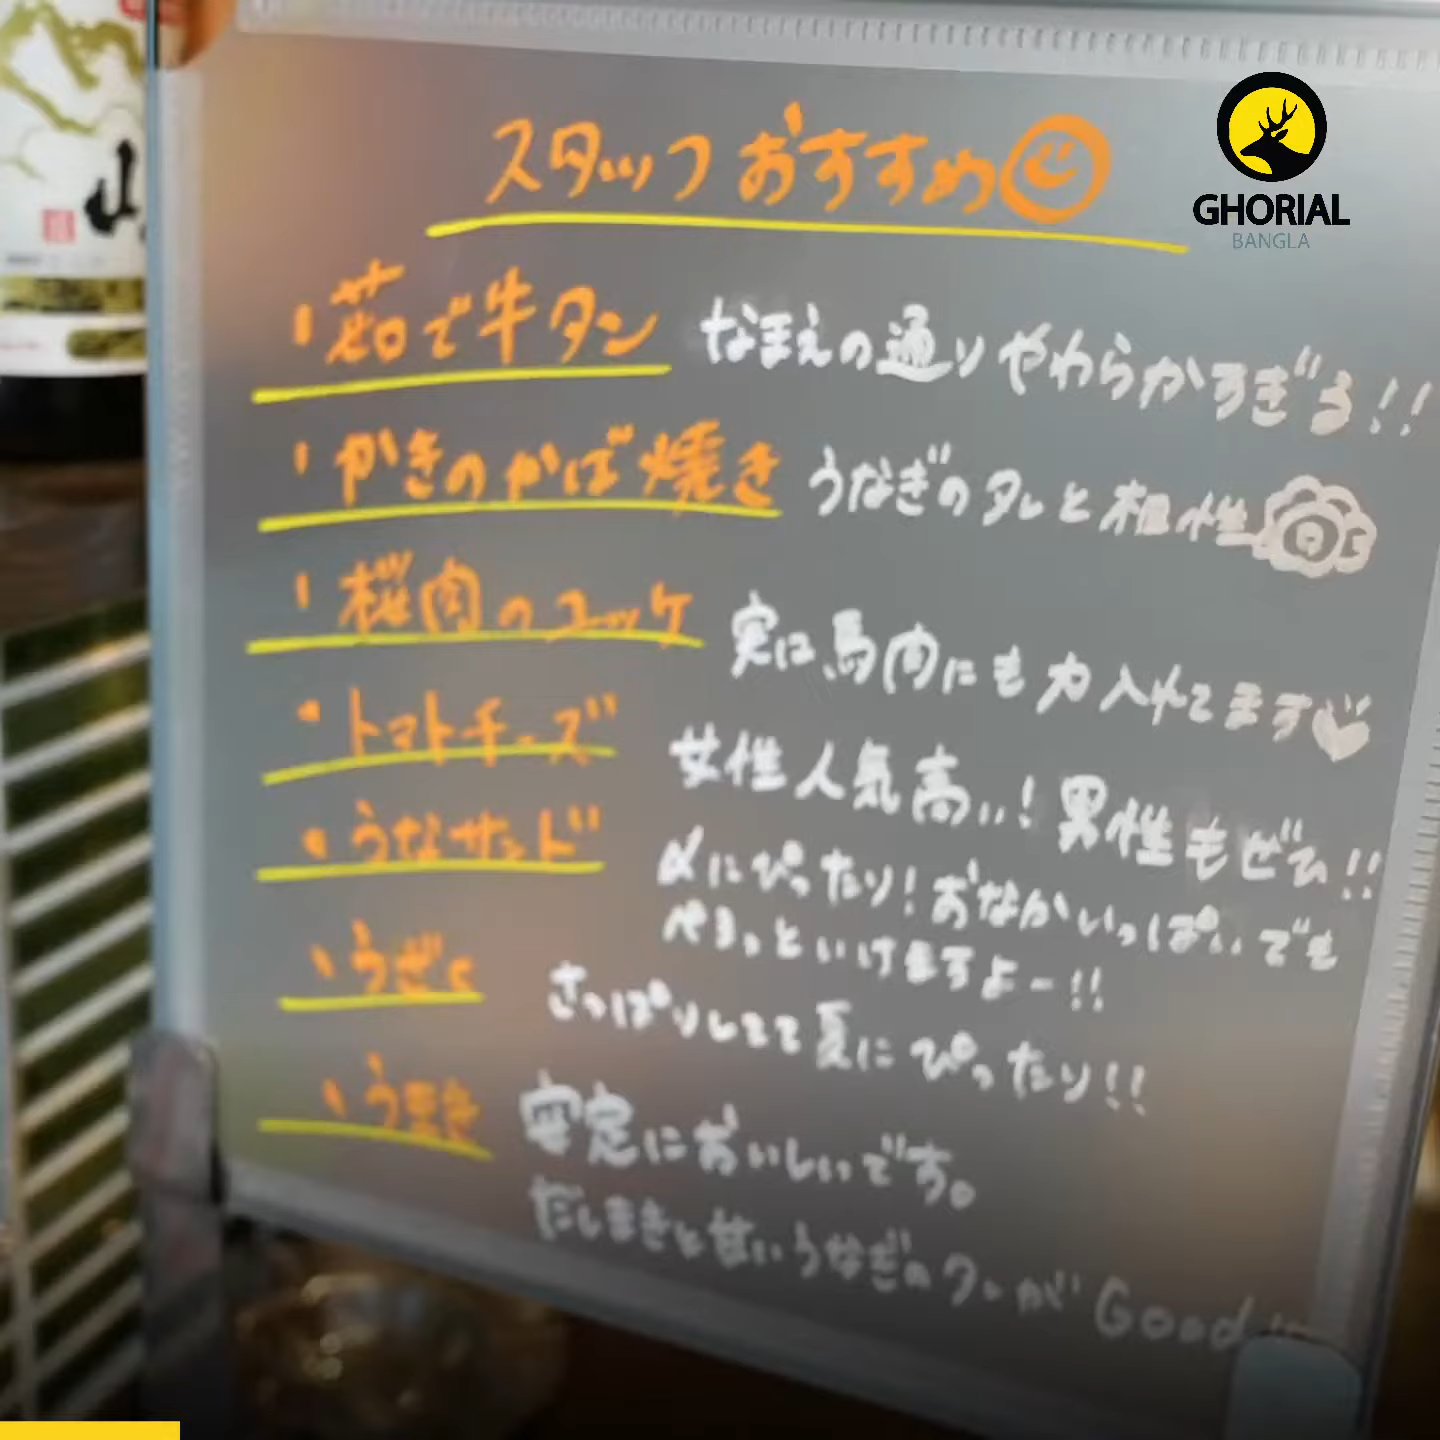 スタッフおすすめ
GHORIAL
BANGLA
・茹で牛タン なまえの通りやわらかすぎる!!
・かきのかば焼き うなぎのタレと相性◎
・桜肉のユッケ 実は、馬肉にも力入れてます♡
・トマトチーズ 女性人気高い!男性もぜひ!!
・うなサンド 〆にぴったり!おなかいっぱいでも
ぺろっといけますよー!!
・うざく さっぱりしてて夏にぴったり!!
・うまき 安定においしいです。
だしまきと甘いうなぎのタレがGood
山